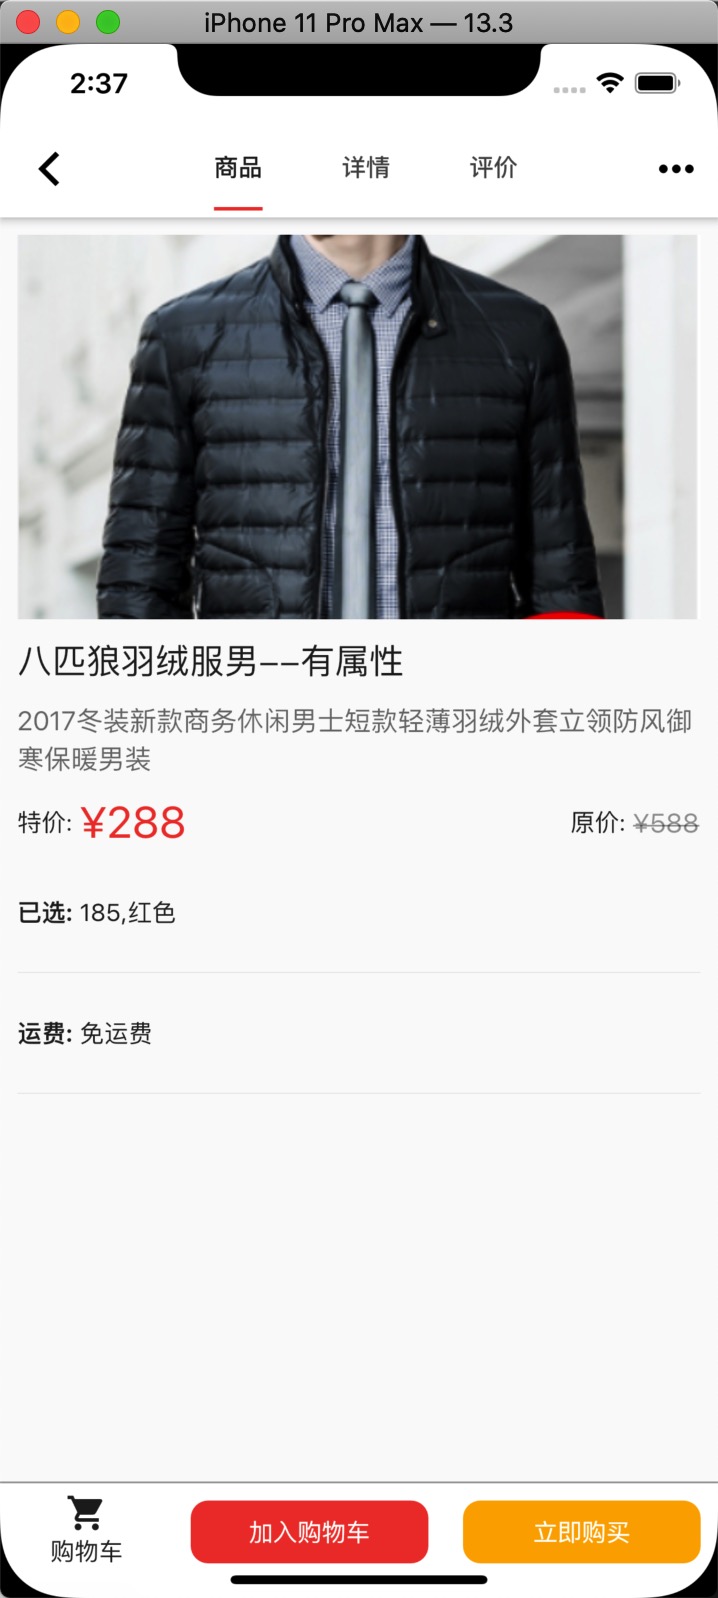 iPhone 11 Pro Max — 13.3
2:37
商品 详情 评价
八匹狼羽绒服男--有属性
2017冬装新款商务休闲男士短款轻薄羽绒外套立领防风御
寒保暖男装
特价: ¥288 原价: ¥588
已选: 185,红色
运费: 免运费
购物车 加入购物车 立即购买